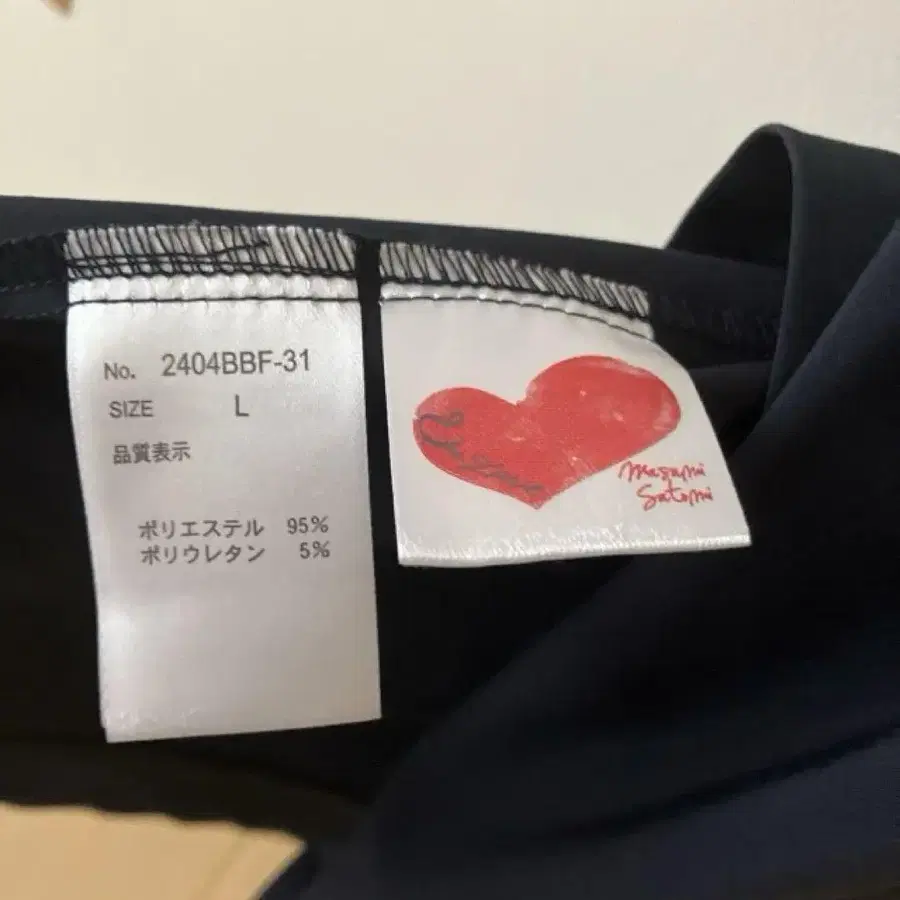 No. 2404BBF-31
SIZE L
品質表示
ポリエステル 95%
ポリウレタン 5%
masami
Satomi